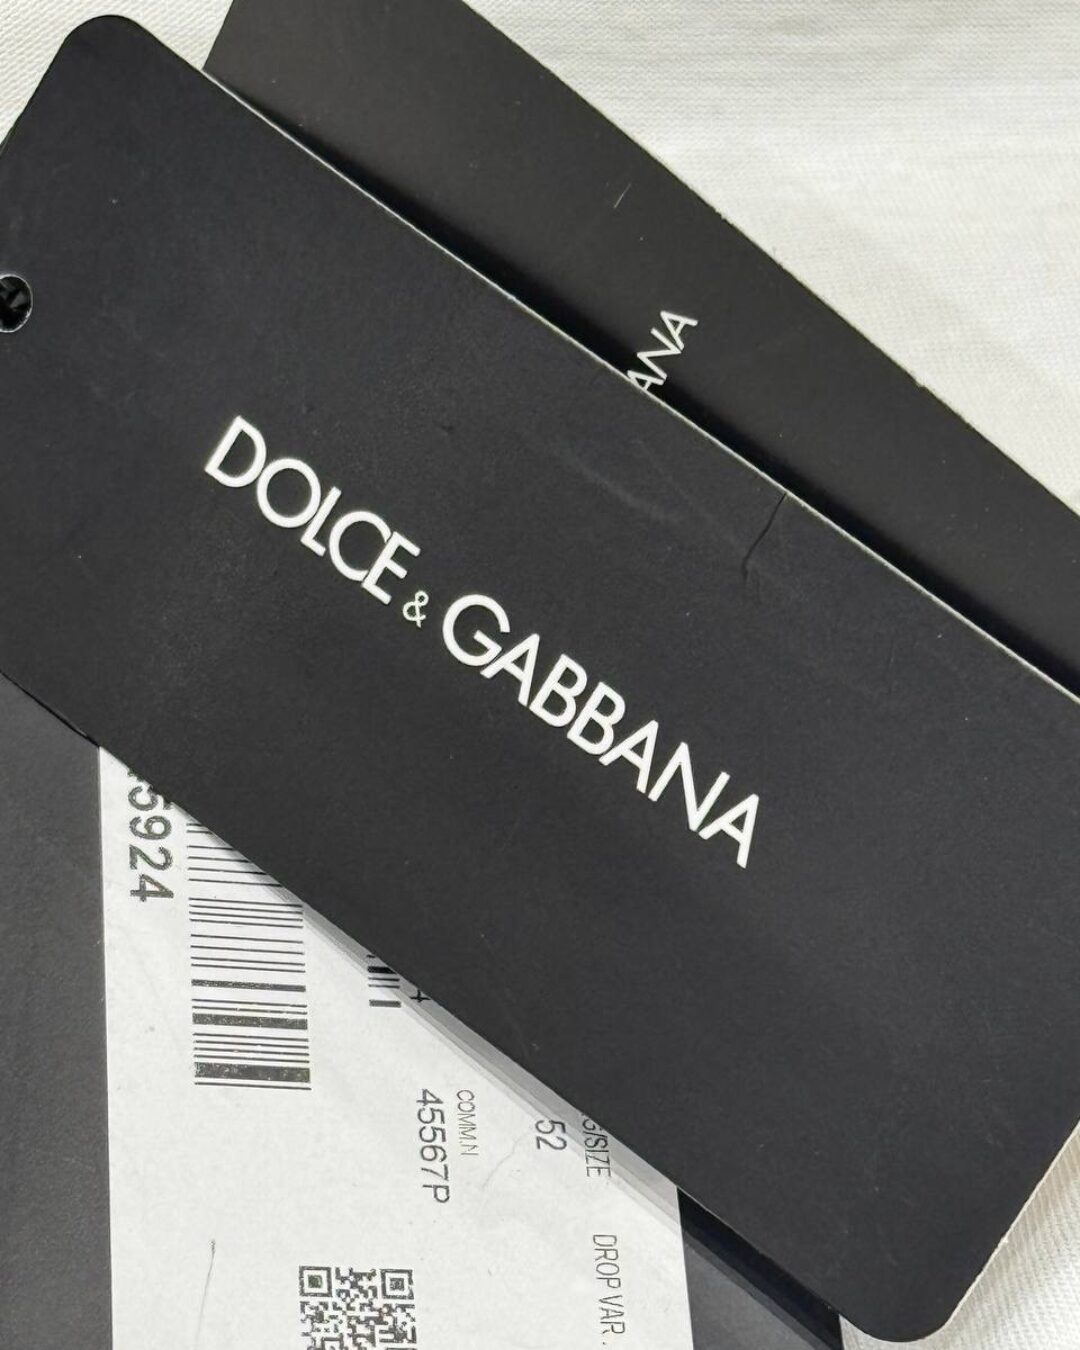 DOLCE & GABBANA
ANA
5924
COMM.N
45567P
G/SIZE
52
DROP VAR.